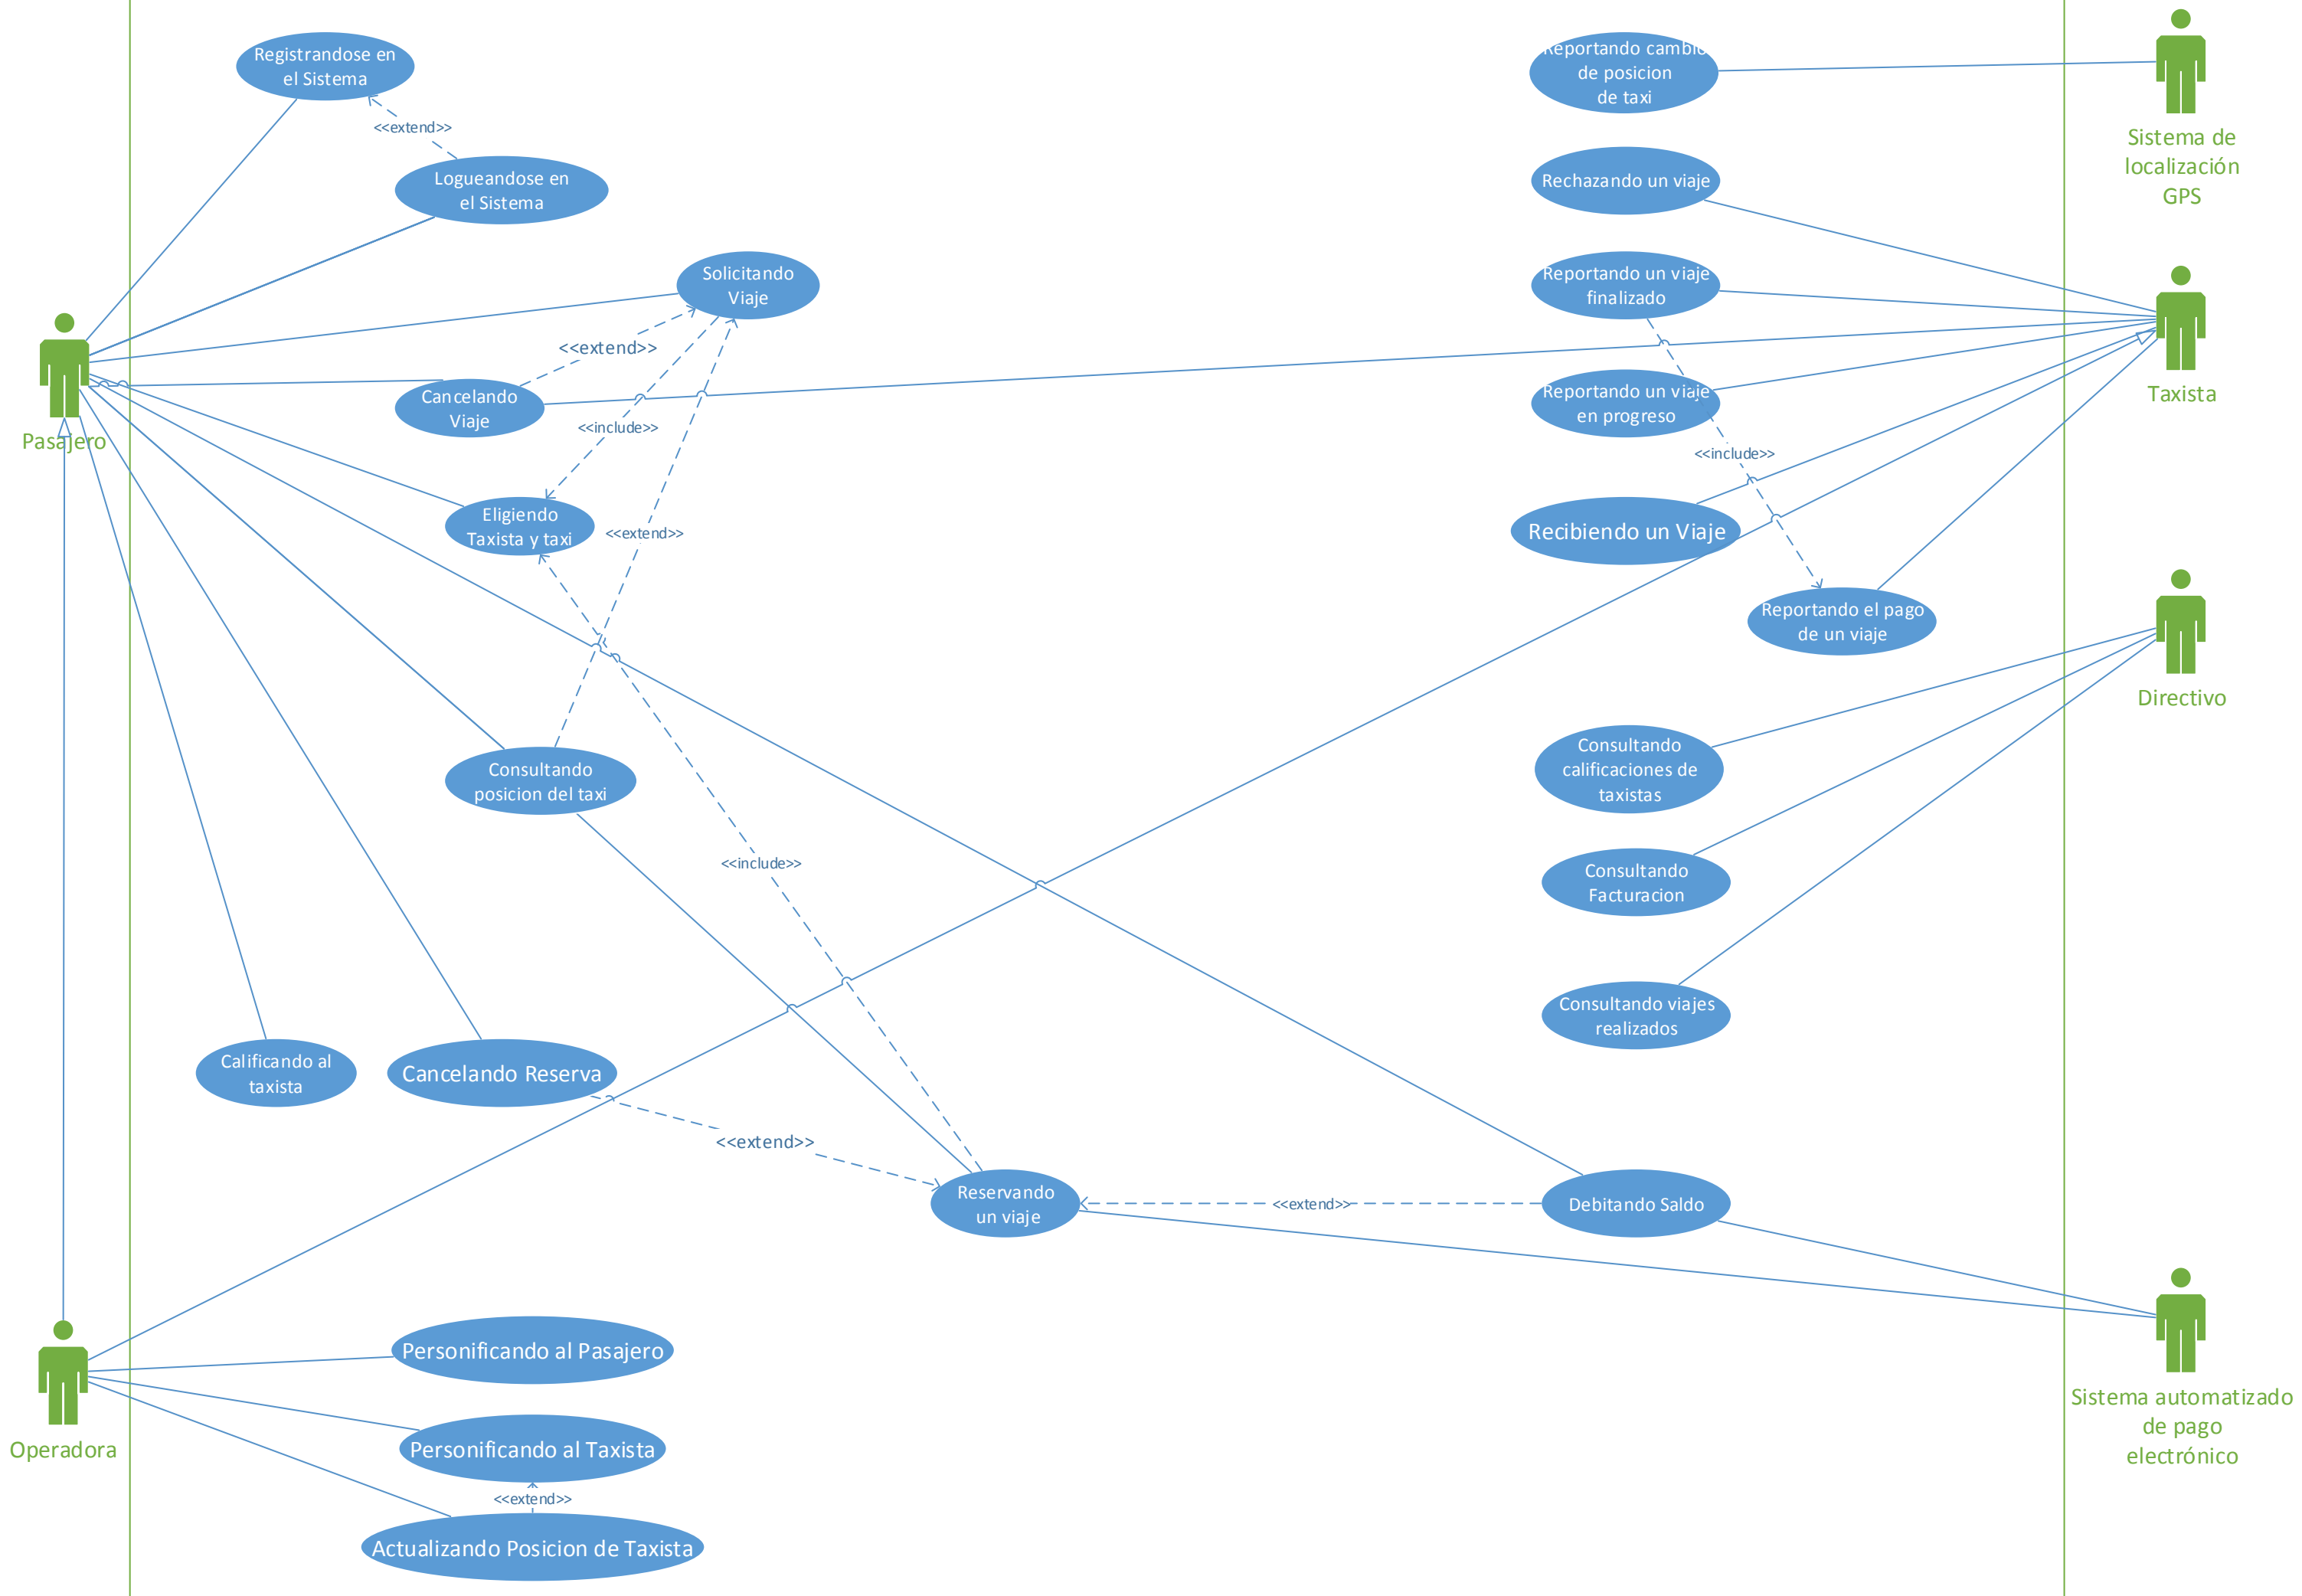 Registrandose en
el Sistema
<<extend>>
Logueandose en
el Sistema
Solicitando
Viaje
<<extend>>
Cancelando
Viaje
<<include>>
Pasajero
Eligiendo
Taxista y taxi
<<extend>>
Consultando
posicion del taxi
<<include>>
Calificando al
taxista
Cancelando Reserva
<<extend>>
Reservando
un viaje
<<extend>>
Debitando Saldo
Personificando al Pasajero
Operadora
Personificando al Taxista
<<extend>>
Actualizando Posicion de Taxista
Reportando cambio
de posicion
de taxi
Rechazando un viaje
Reportando un viaje
finalizado
Reportando un viaje
en progreso
<<include>>
Recibiendo un Viaje
Reportando el pago
de un viaje
Consultando
calificaciones de
taxistas
Consultando
Facturacion
Consultando viajes
realizados
Sistema de
localización
GPS
Taxista
Directivo
Sistema automatizado
de pago
electrónico